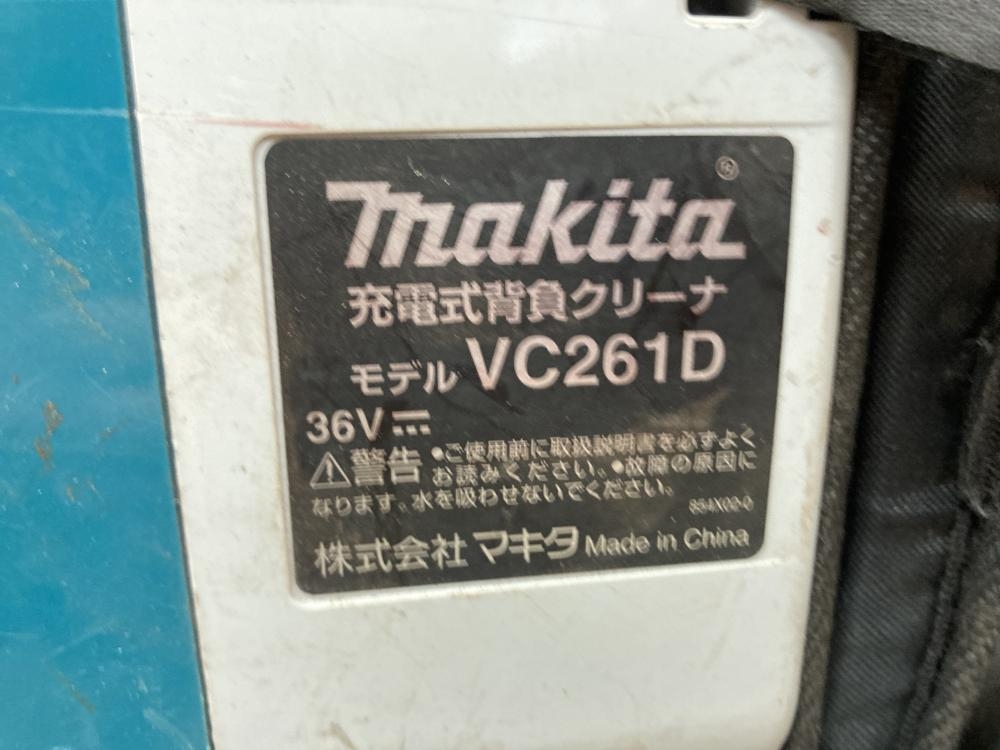 makita®
充電式背負クリーナ
モデル VC261D
36V
⚠警告 •ご使用前に取扱説明書を必ずよく
お読みください。•故障の原因に
なります。水を吸わせないでください。
854X02-0
株式会社 マキタ Made in China